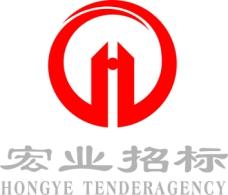 宏业招标
HONGYE TENDERAGENCY